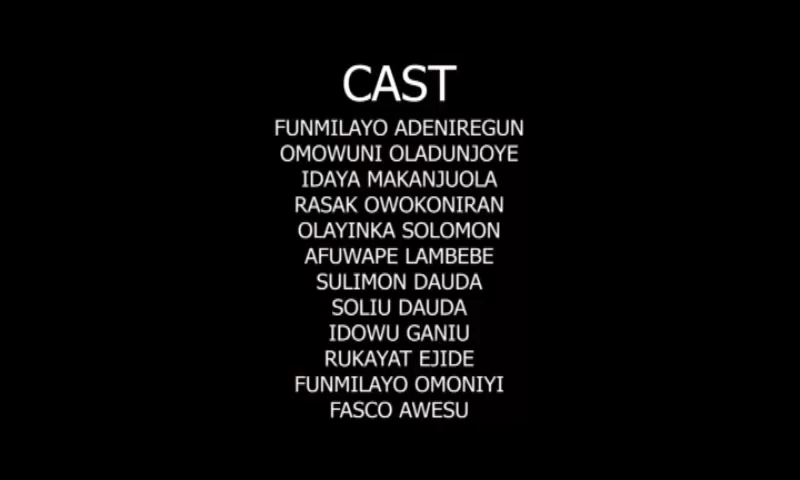 CAST
FUNMILAYO ADENIREGUN
OMOWUNI OLADUNJOYE
IDAYA MAKANJUOLA
RASAK OWOKONIRAN
OLAYINKA SOLOMON
AFUWAPE LAMBEBE
SULIMON DAUDA
SOLIU DAUDA
IDOWU GANIU
RUKAYAT EJIDE
FUNMILAYO OMONIYI
FASCO AWESU